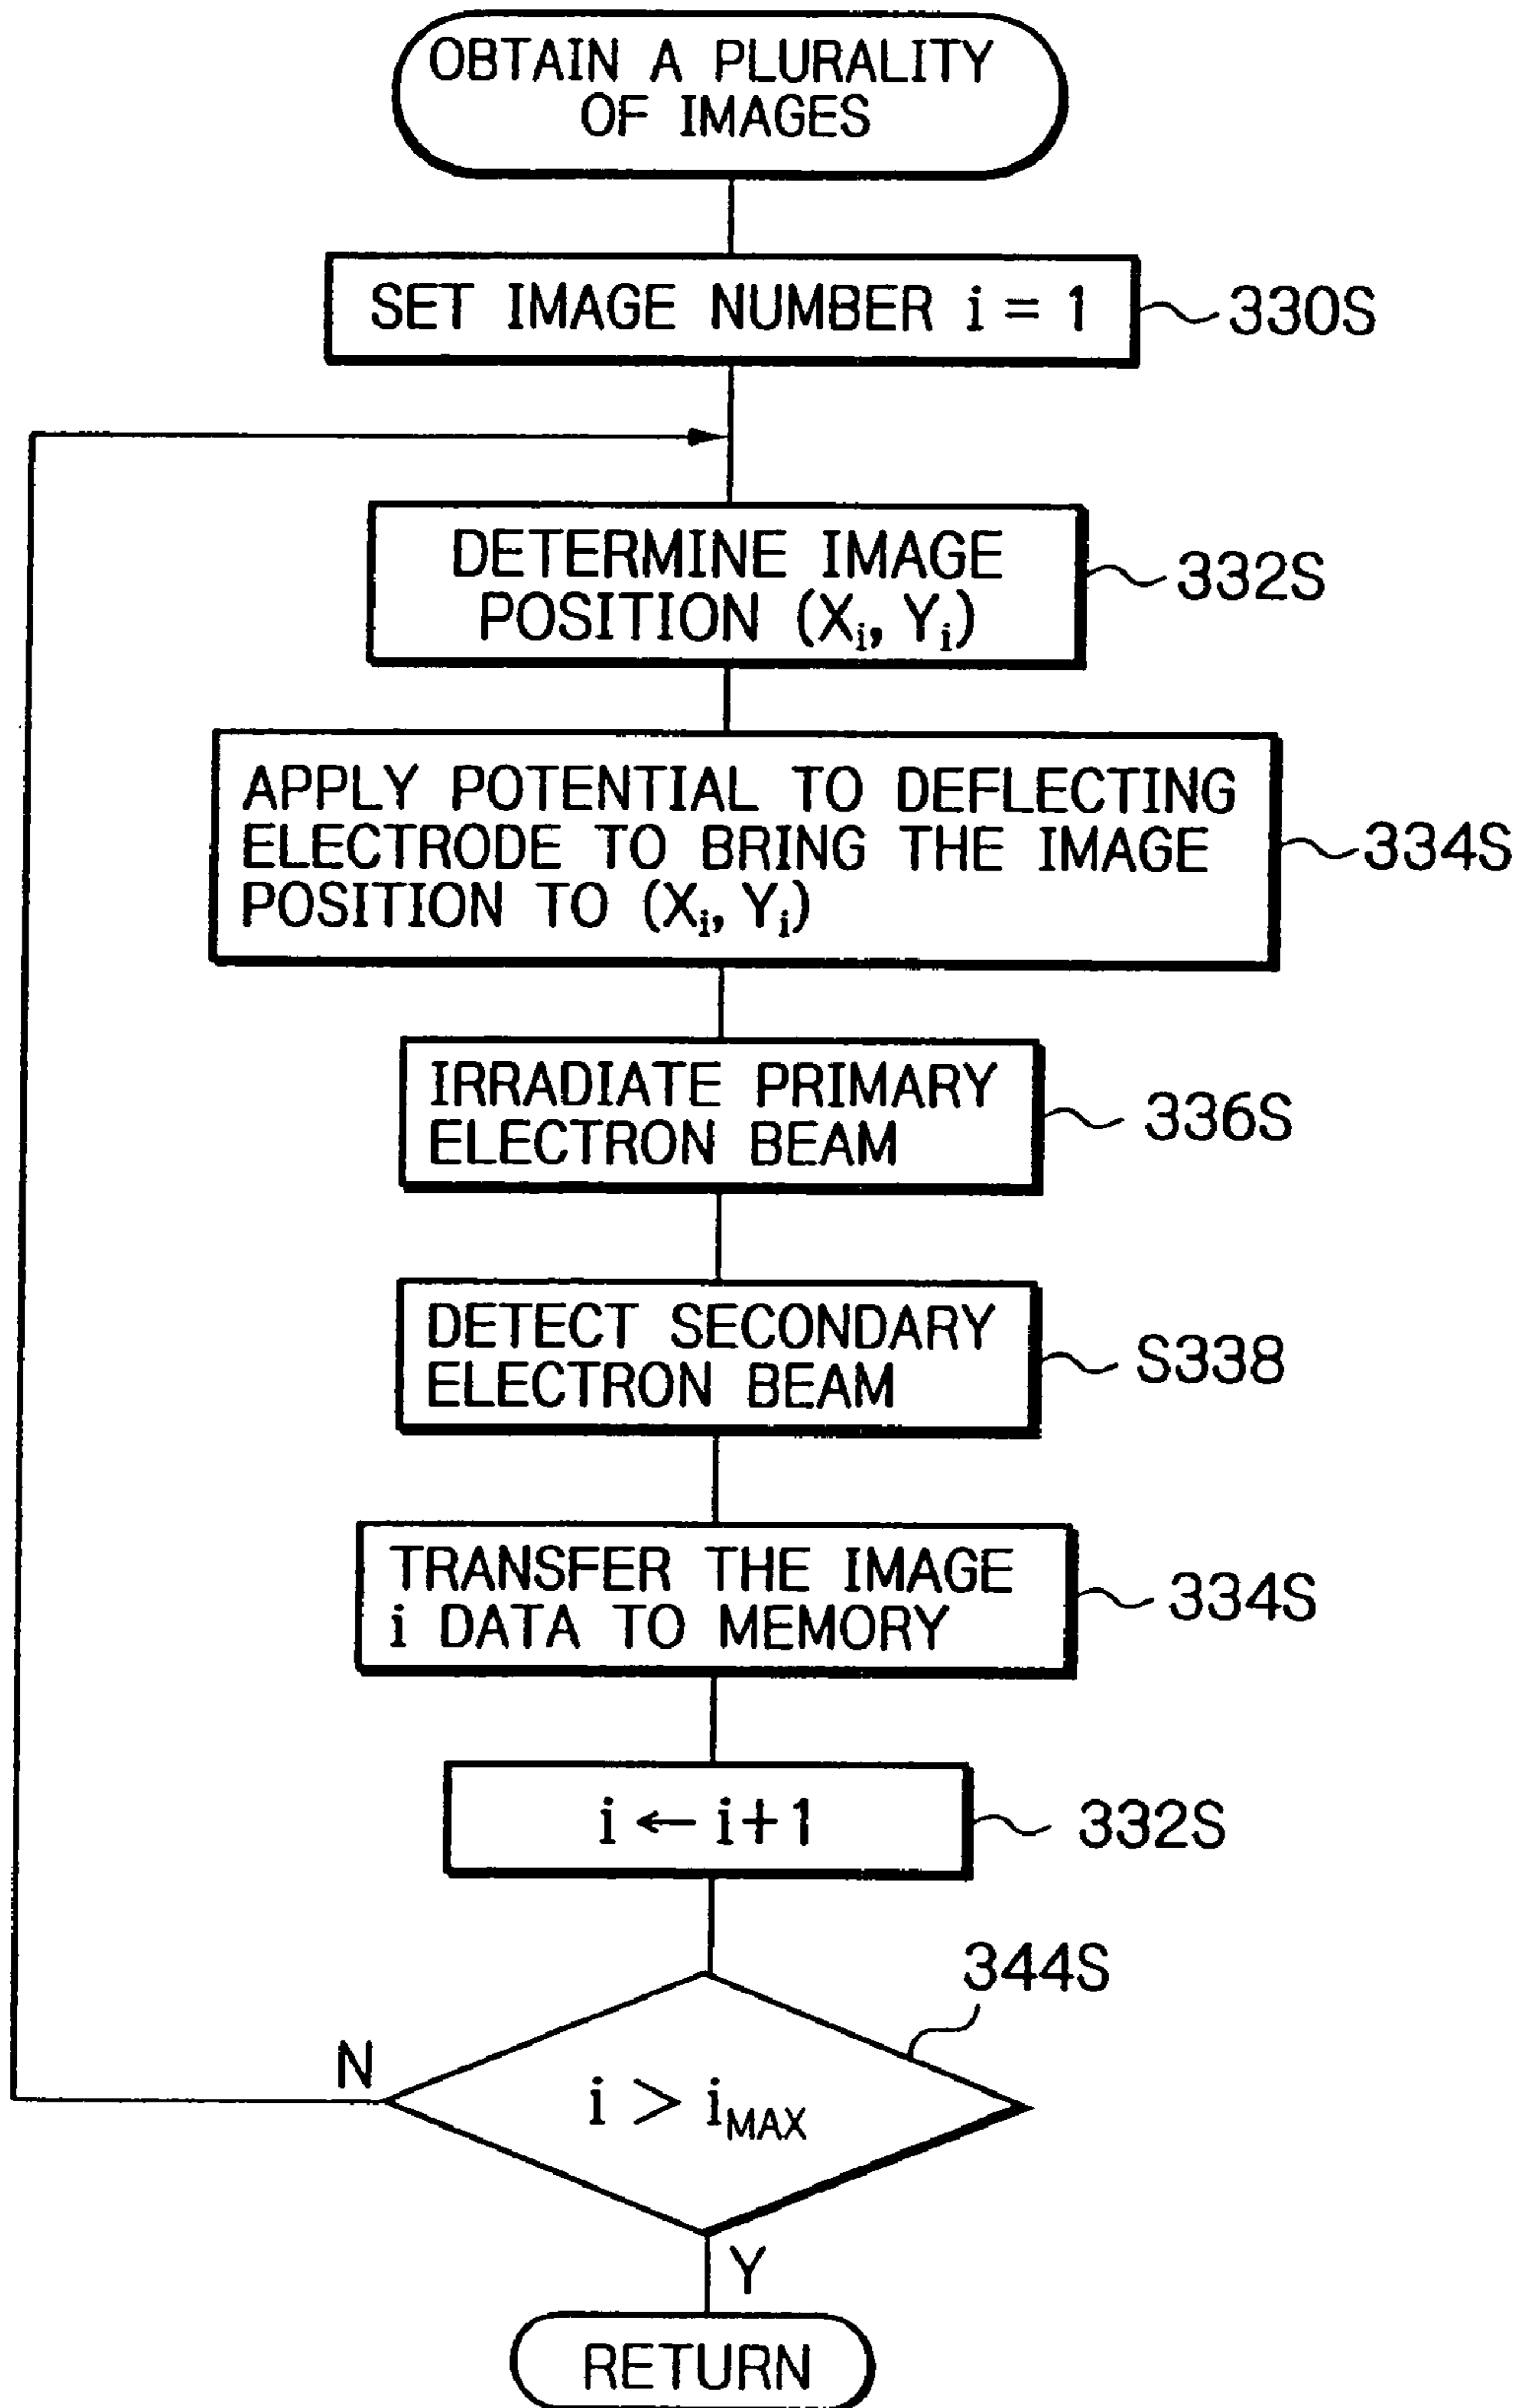 OBTAIN A PLURALITY
OF IMAGES
SET IMAGE NUMBER i = 1
330S
DETERMINE IMAGE
POSITION (Xi, Yi)
332S
APPLY POTENTIAL TO DEFLECTING
ELECTRODE TO BRING THE IMAGE
POSITION TO (Xi, Yi)
334S
IRRADIATE PRIMARY
ELECTRON BEAM
336S
DETECT SECONDARY
ELECTRON BEAM
S338
TRANSFER THE IMAGE
i DATA TO MEMORY
334S
i ← i+1
332S
344S
N
i > iMAX
Y
RETURN